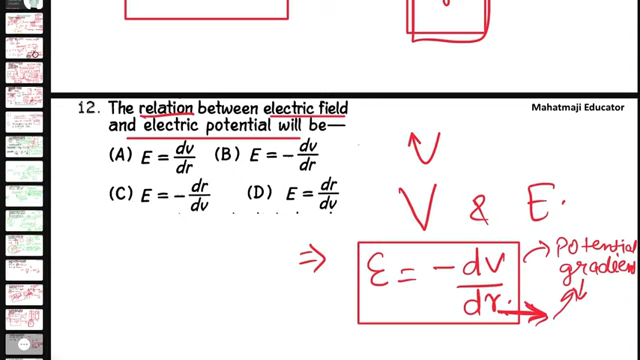 12. The relation between electric field
and electric potential will be—
(A) E = dv/dr (B) E = - dv/dr
(C) E = - dr/dv (D) E = dr/dv
Mahatmaji Educator
V
V & E.
⇒ E = - dv/dr
Potential
gradien